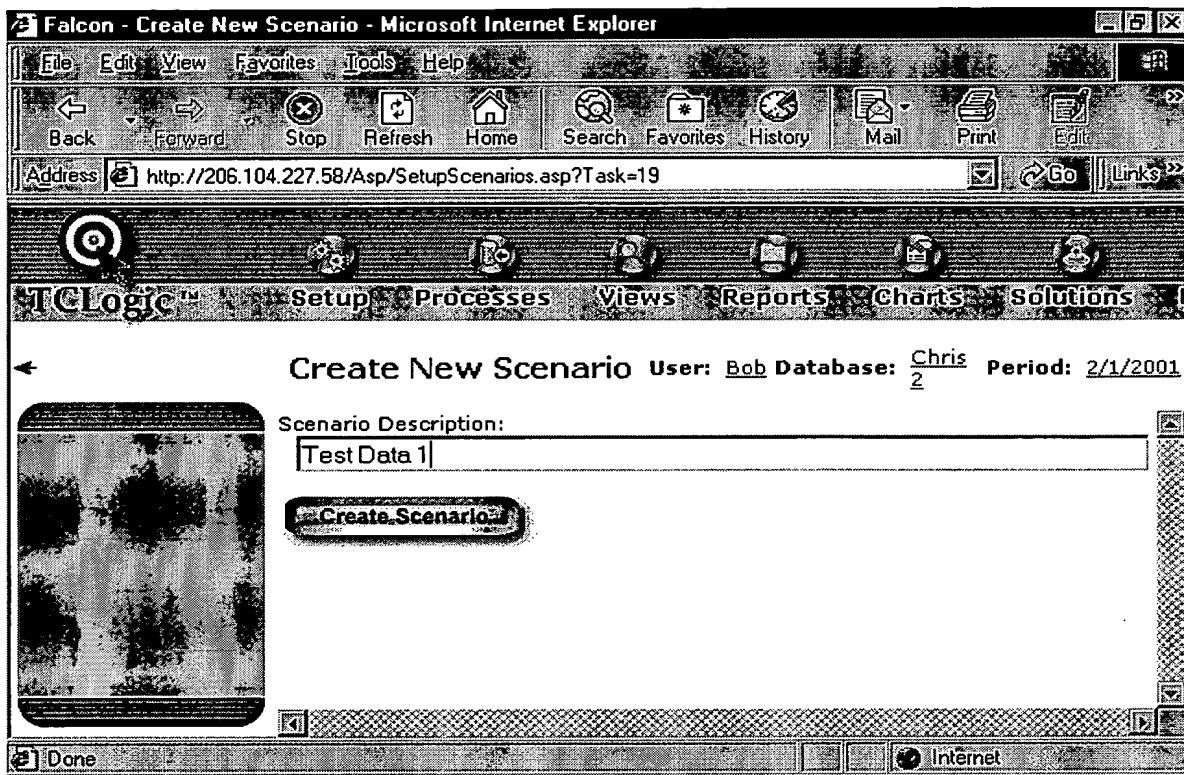 Falcon - Create New Scenario - Microsoft Internet Explorer
File Edit View Favorites Tools Help
Back Forward Stop Refresh Home Search Favorites History Mail Print Edit
Address http://206.104.227.58/Asp/SetupScenarios.asp?Task=19 Go Links
TCLogic™ Setup Processes Views Reports Charts Solutions
Create New Scenario User: Bob Database: Chris 2 Period: 2/1/2001
Scenario Description:
Test Data 1
Create Scenario
Done Internet